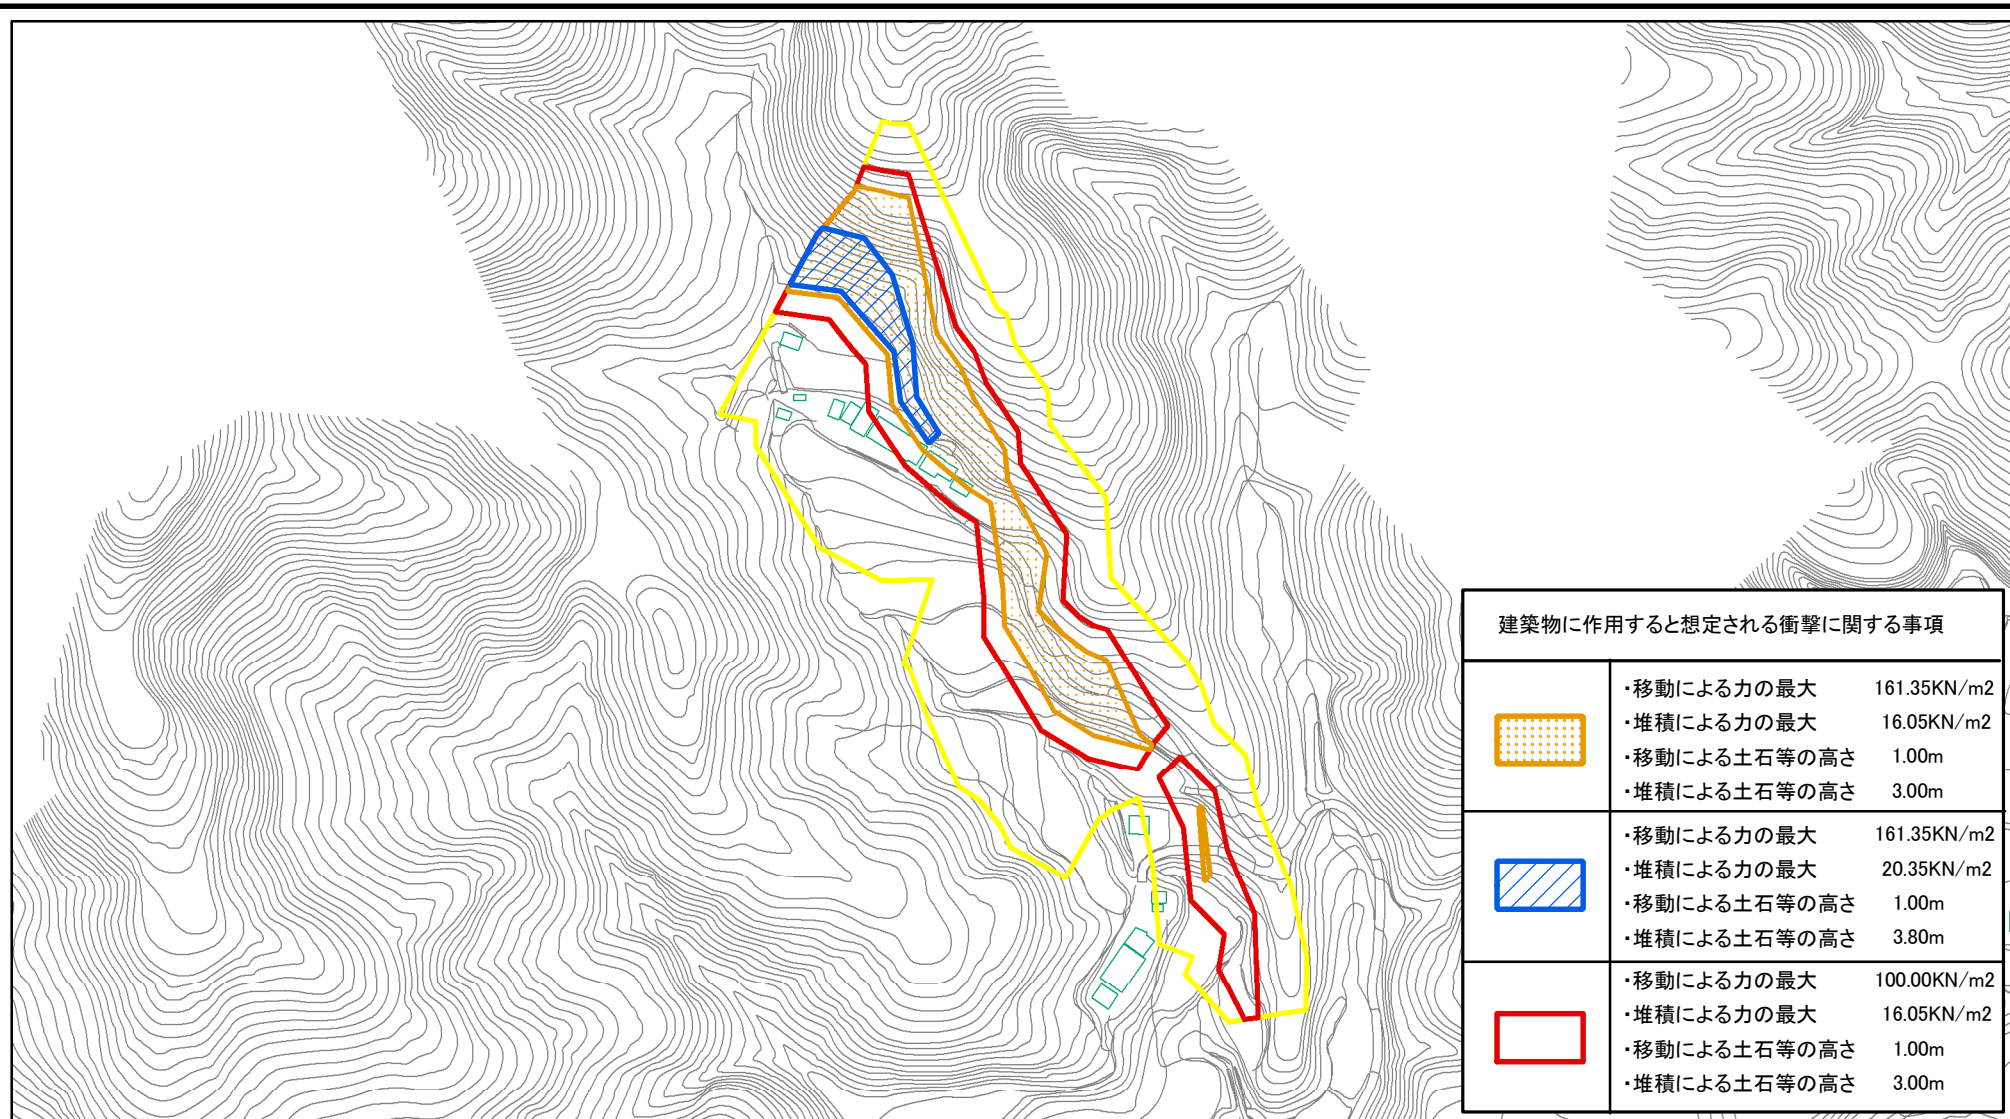 建築物に作用すると想定される衝撃に関する事項
・移動による力の最大 161.35KN/m2
・堆積による力の最大 16.05KN/m2
・移動による土石等の高さ 1.00m
・堆積による土石等の高さ 3.00m
・移動による力の最大 161.35KN/m2
・堆積による力の最大 20.35KN/m2
・移動による土石等の高さ 1.00m
・堆積による土石等の高さ 3.80m
・移動による力の最大 100.00KN/m2
・堆積による力の最大 16.05KN/m2
・移動による土石等の高さ 1.00m
・堆積による土石等の高さ 3.00m